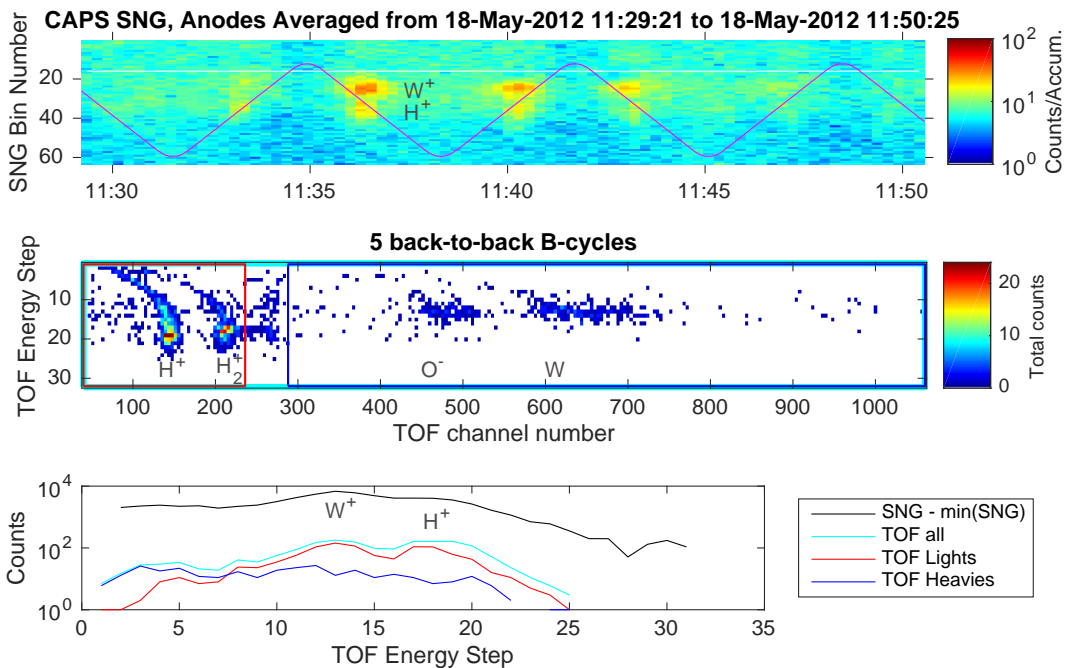 CAPS SNG, Anodes Averaged from 18-May-2012 11:29:21 to 18-May-2012 11:50:25
SNG Bin Number
20
40
60
W+
H+
11:30 11:35 11:40 11:45 11:50
10^2
10^1
10^0
Counts/Accum.
5 back-to-back B-cycles
TOF Energy Step
10
20
30
H+ H2+ O- W
100 200 300 400 500 600 700 800 900 1000
TOF channel number
20
10
0
Total counts
Counts
10^4
10^2
10^0
W+
H+
0 5 10 15 20 25 30 35
TOF Energy Step
SNG - min(SNG)
TOF all
TOF Lights
TOF Heavies